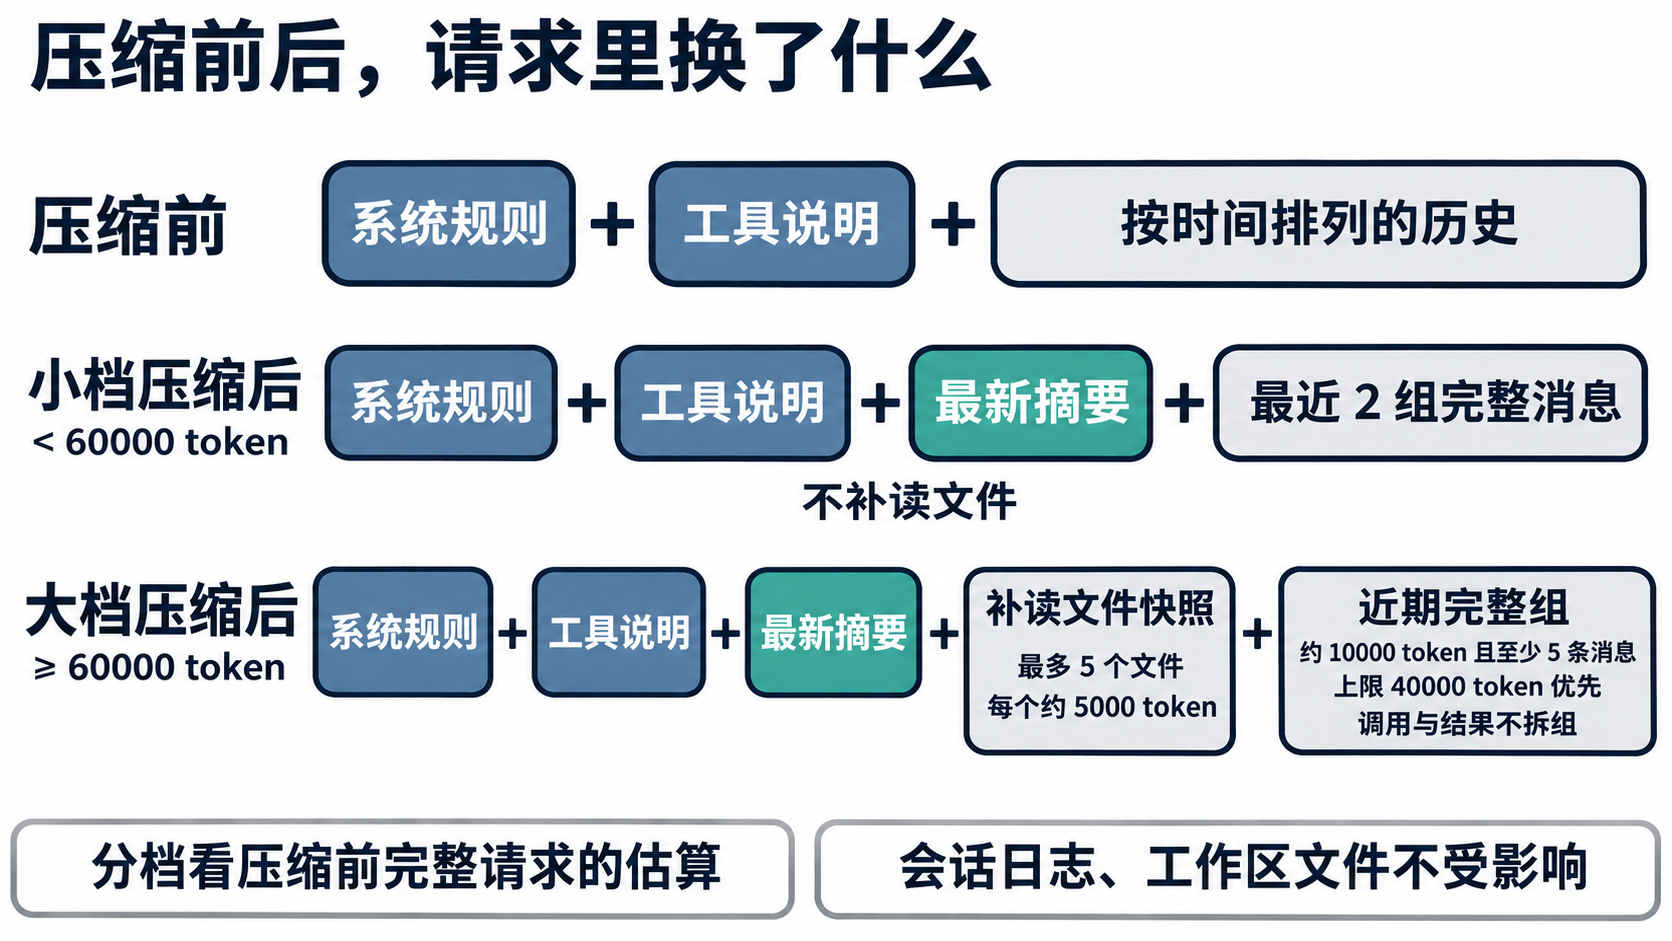 压缩前后，请求里换了什么
压缩前
系统规则 + 工具说明 + 按时间排列的历史
小档压缩后
< 60000 token
系统规则 + 工具说明 + 最新摘要 + 最近 2 组完整消息
不补读文件
大档压缩后
≥ 60000 token
系统规则 + 工具说明 + 最新摘要 +
补读文件快照
最多 5 个文件
每个约 5000 token
+
近期完整组
约 10000 token 且至少 5 条消息
上限 40000 token 优先
调用与结果不拆组
分档看压缩前完整请求的估算
会话日志、工作区文件不受影响